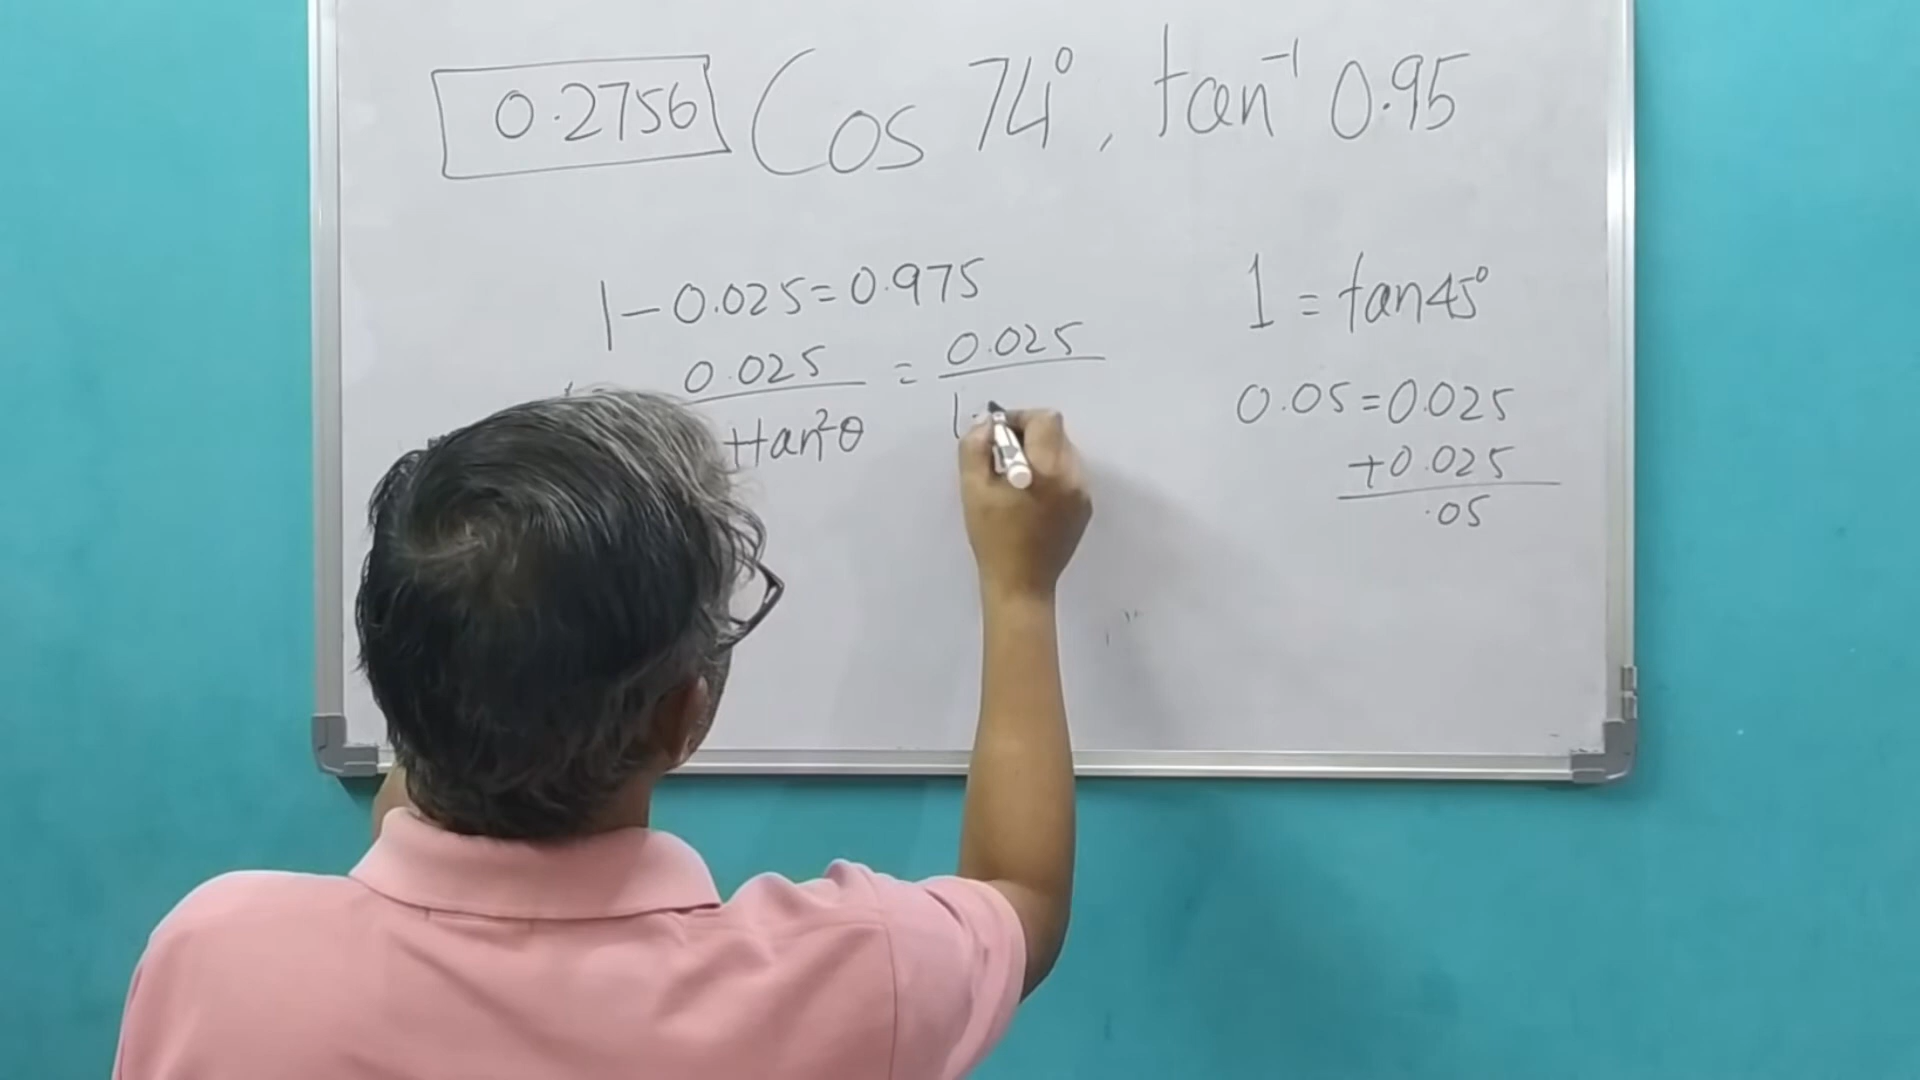 0.2756 Cos 74°, tan⁻¹ 0.95
1 - 0.025 = 0.975
0.025 = 0.025
+tan²θ 1
1 = tan45°
0.05 = 0.025
+0.025
.05